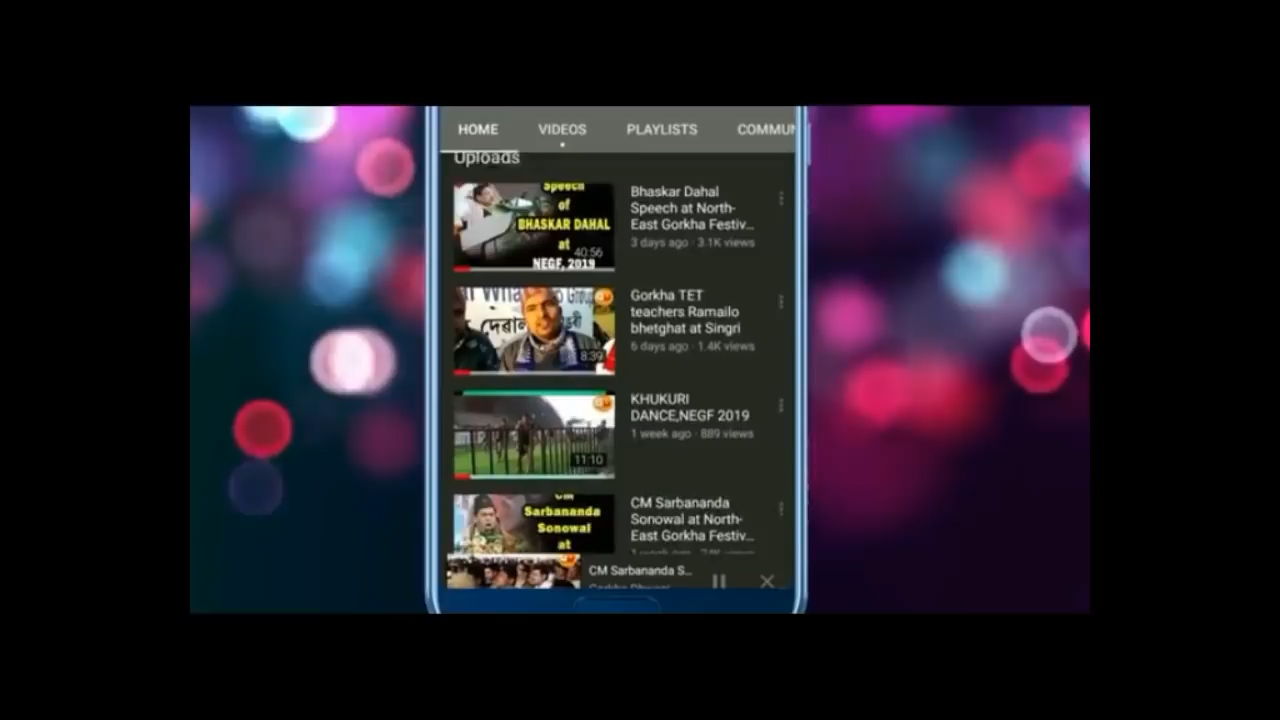 HOME VIDEOS PLAYLISTS COMMUN
Uploads
Speech
of
BHASKAR DAHAL
at
40:56
NEGF, 2019
Bhaskar Dahal
Speech at North-
East Gorkha Festiv...
3 days ago · 3.1K views
8:39
Gorkha TET
teachers Ramailo
bhetghat at Singri
6 days ago · 1.4K views
11:10
KHUKURI
DANCE,NEGF 2019
1 week ago · 889 views
CM
Sarbananda
Sonowal
at
CM Sarbananda
Sonowal at North-
East Gorkha Festiv...
CM Sarbananda S...